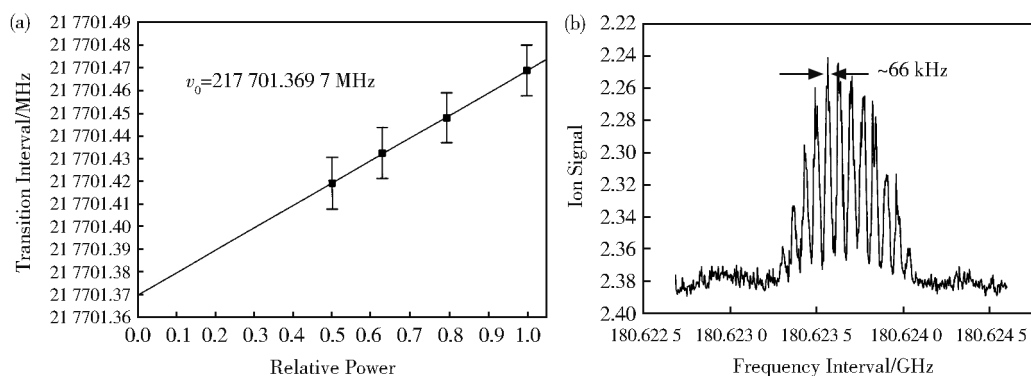 (a)
21 7701.49
21 7701.48
21 7701.47
21 7701.46
21 7701.45
21 7701.44
21 7701.43
21 7701.42
21 7701.41
21 7701.40
21 7701.39
21 7701.38
21 7701.37
21 7701.36
Transition Interval/MHz
v₀=217 701.369 7 MHz
0.0 0.1 0.2 0.3 0.4 0.5 0.6 0.7 0.8 0.9 1.0
Relative Power
(b)
2.22
2.24
2.26
2.28
2.30
2.32
2.33
2.36
2.38
2.40
Ion Signal
~66 kHz
180.622 5 180.623 0 180.623 5 180.624 0 180.624 5
Frequency Interval/GHz